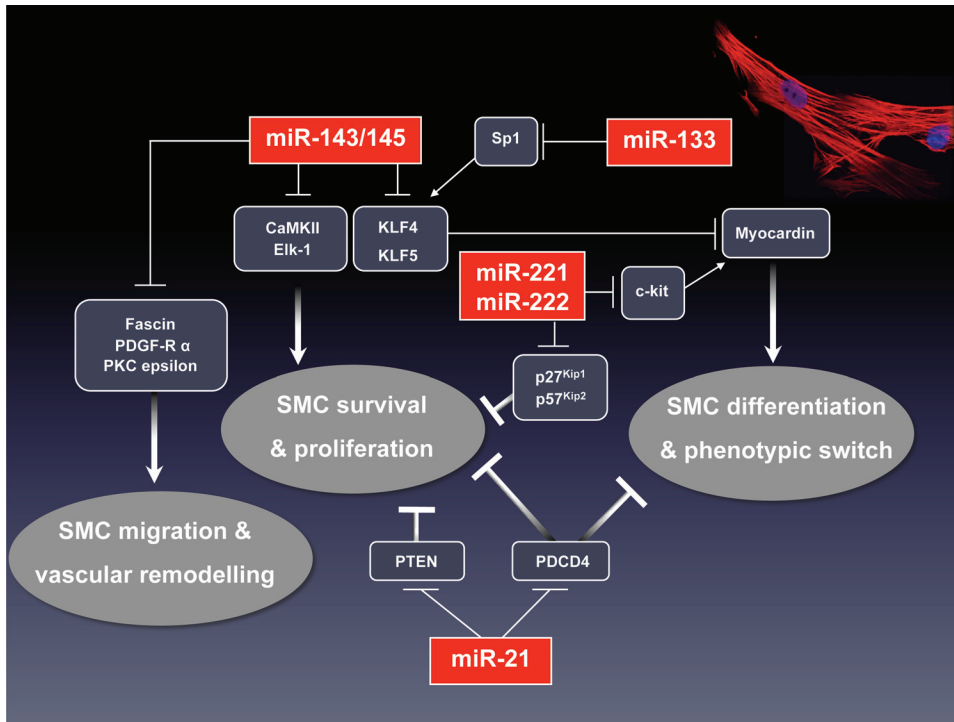 miR-143/145
Sp1
miR-133
CaMKII
Elk-1
KLF4
KLF5
Myocardin
miR-221
miR-222
c-kit
Fascin
PDGF-R α
PKC epsilon
p27Kip1
p57Kip2
SMC survival
& proliferation
SMC differentiation
& phenotypic switch
SMC migration &
vascular remodelling
PTEN
PDCD4
miR-21